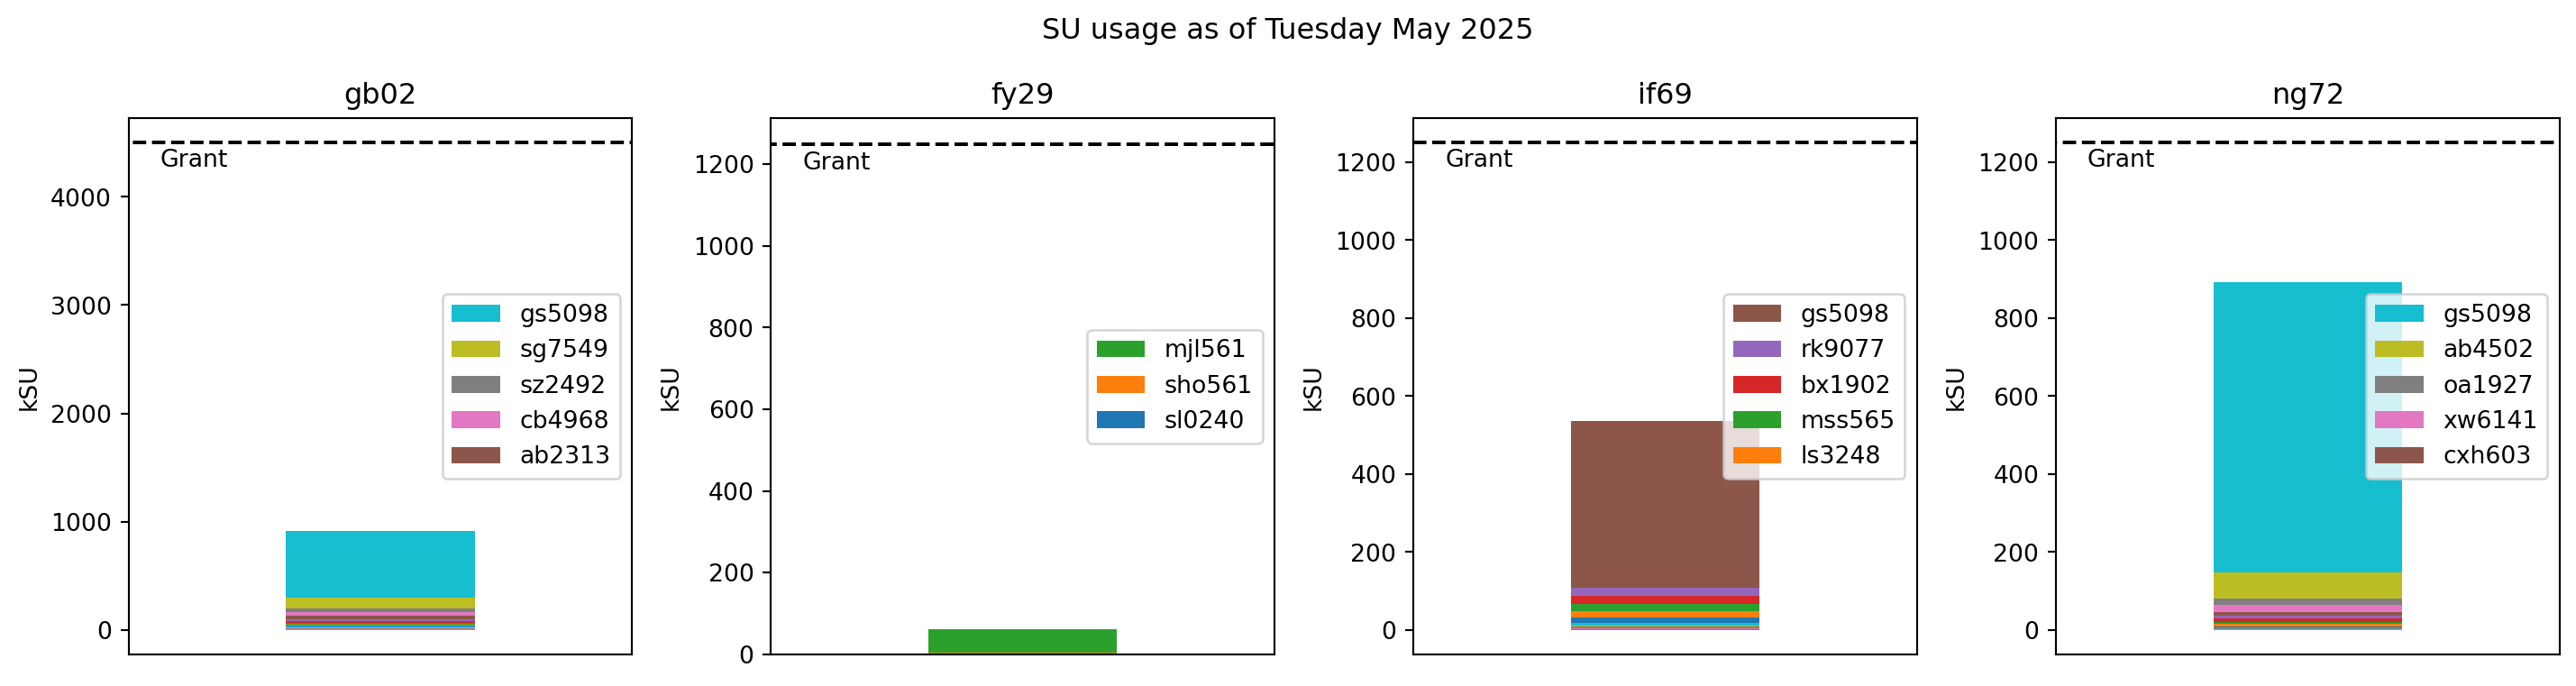 SU usage as of Tuesday May 2025
gb02
kSU
4000
3000
2000
1000
0
Grant
gs5098
sg7549
sz2492
cb4968
ab2313
fy29
kSU
1200
1000
800
600
400
200
0
Grant
mjl561
sho561
sl0240
if69
kSU
1200
1000
800
600
400
200
0
Grant
gs5098
rk9077
bx1902
mss565
ls3248
ng72
kSU
1200
1000
800
600
400
200
0
Grant
gs5098
ab4502
oa1927
xw6141
cxh603